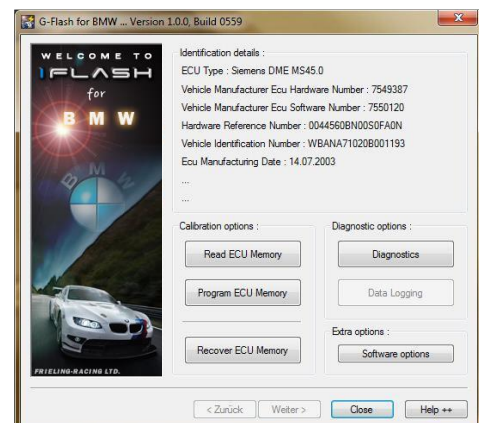 G-Flash for BMW ... Version 1.0.0, Build 0559
WELCOME TO
IFLASH
for
BMW
BMW
FRIELING-RACING LTD.
Identification details :
ECU Type : Siemens DME MS45.0
Vehicle Manufacturer Ecu Hardware Number : 7549387
Vehicle Manufacturer Ecu Software Number : 7550120
Hardware Reference Number : 0044560BN00S0FA0N
Vehicle Identification Number : WBANA71020B001193
Ecu Manufacturing Date : 14.07.2003
...
...
Calibration options :
Read ECU Memory
Program ECU Memory
Recover ECU Memory
Diagnostic options :
Diagnostics
Data Logging
Extra options :
Software options
< Zurück
Weiter >
Close
Help ++